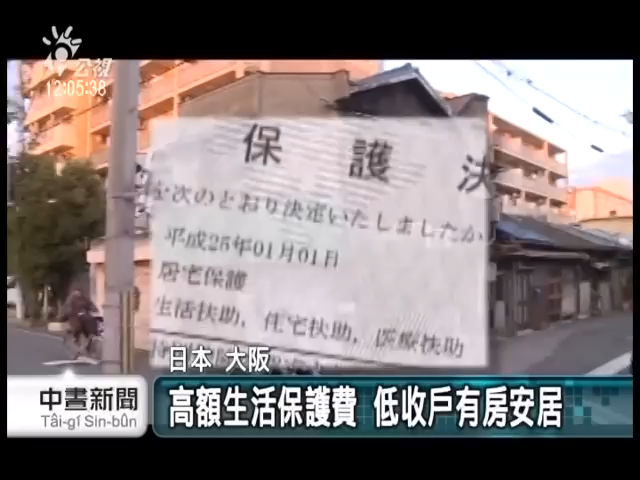 公視
12:05:38
保護決
を次のとおり決定いたしましたか
平成25年01月01日
居宅保護
生活扶助, 住宅扶助, 医療扶助
日本 大阪
中晝新聞
Tâi-gí Sin-bûn
高額生活保護費 低收戶有房安居